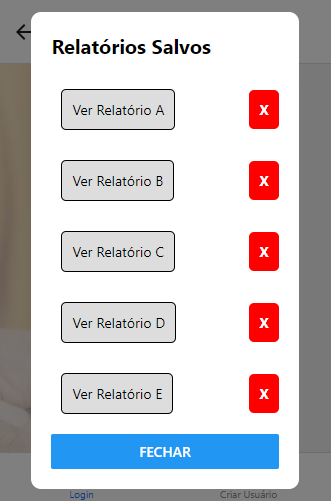 Relatórios Salvos
Ver Relatório A X
Ver Relatório B X
Ver Relatório C X
Ver Relatório D X
Ver Relatório E X
FECHAR
Login Criar Usuário